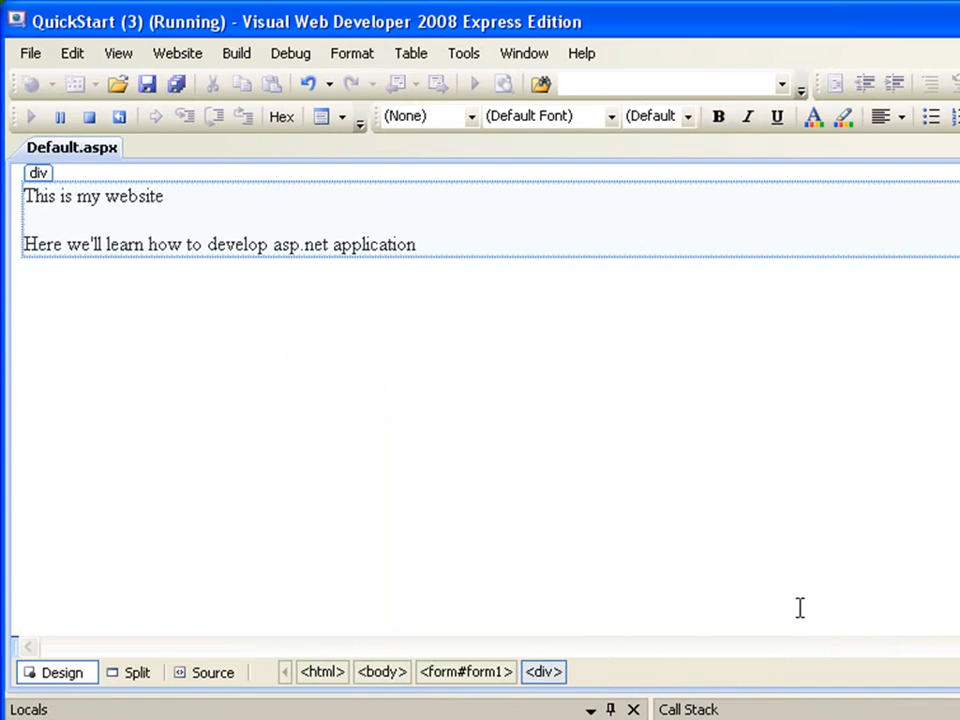 QuickStart (3) (Running) - Visual Web Developer 2008 Express Edition
File Edit View Website Build Debug Format Table Tools Window Help
Hex (None) (Default Font) (Default B I U A
Default.aspx
div
This is my website
Here we'll learn how to develop asp.net application
Design Split Source <html> <body> <form#form1> <div>
Locals Call Stack